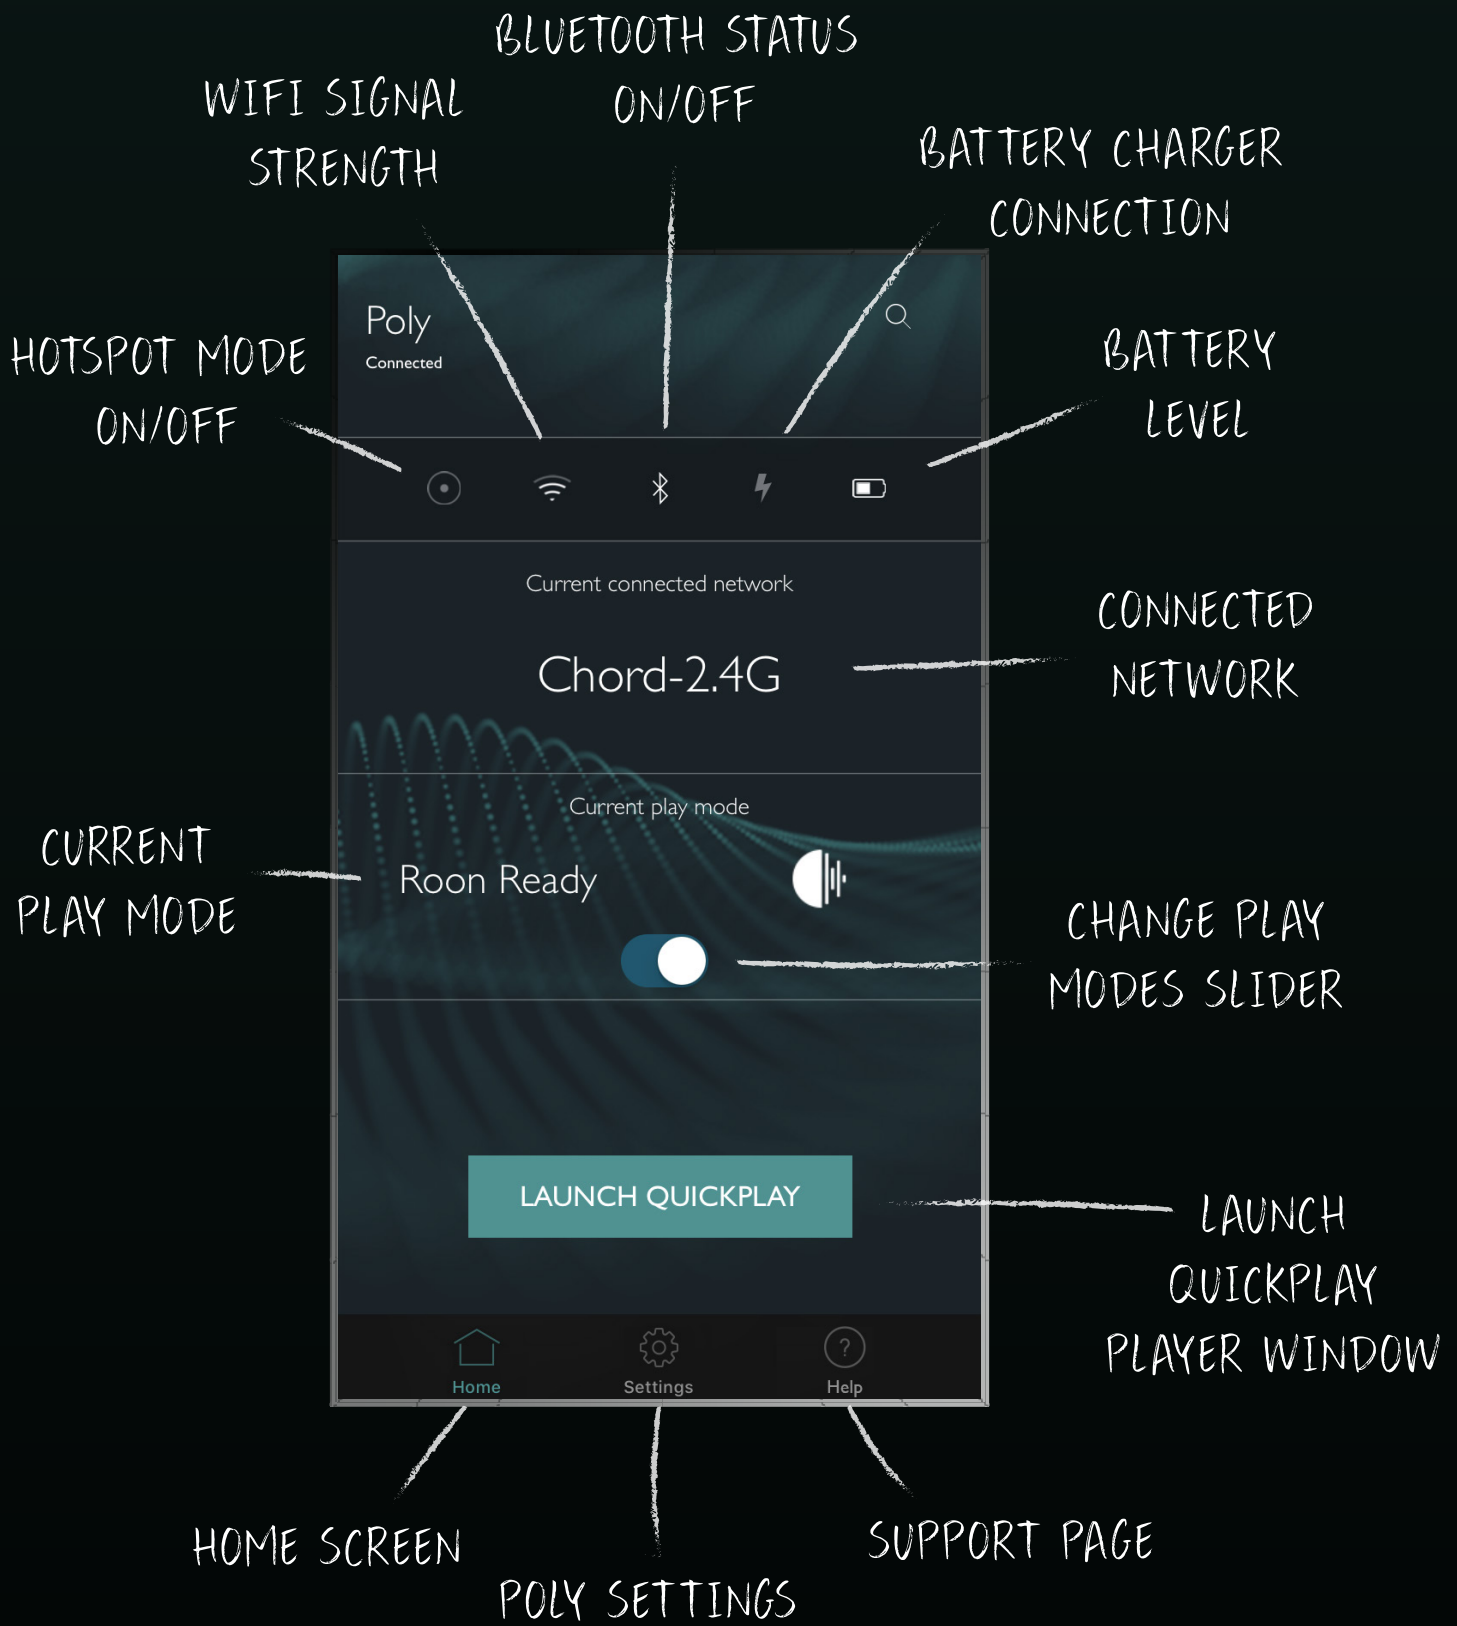 BLUETOOTH STATUS
ON/OFF
WIFI SIGNAL
STRENGTH
BATTERY CHARGER
CONNECTION
HOTSPOT MODE
ON/OFF
BATTERY
LEVEL
Poly
Connected
Current connected network
Chord-2.4G
CONNECTED
NETWORK
Current play mode
Roon Ready
CURRENT
PLAY MODE
CHANGE PLAY
MODES SLIDER
LAUNCH QUICKPLAY
LAUNCH
QUICKPLAY
PLAYER WINDOW
?
Home
Settings
Help
HOME SCREEN
POLY SETTINGS
SUPPORT PAGE